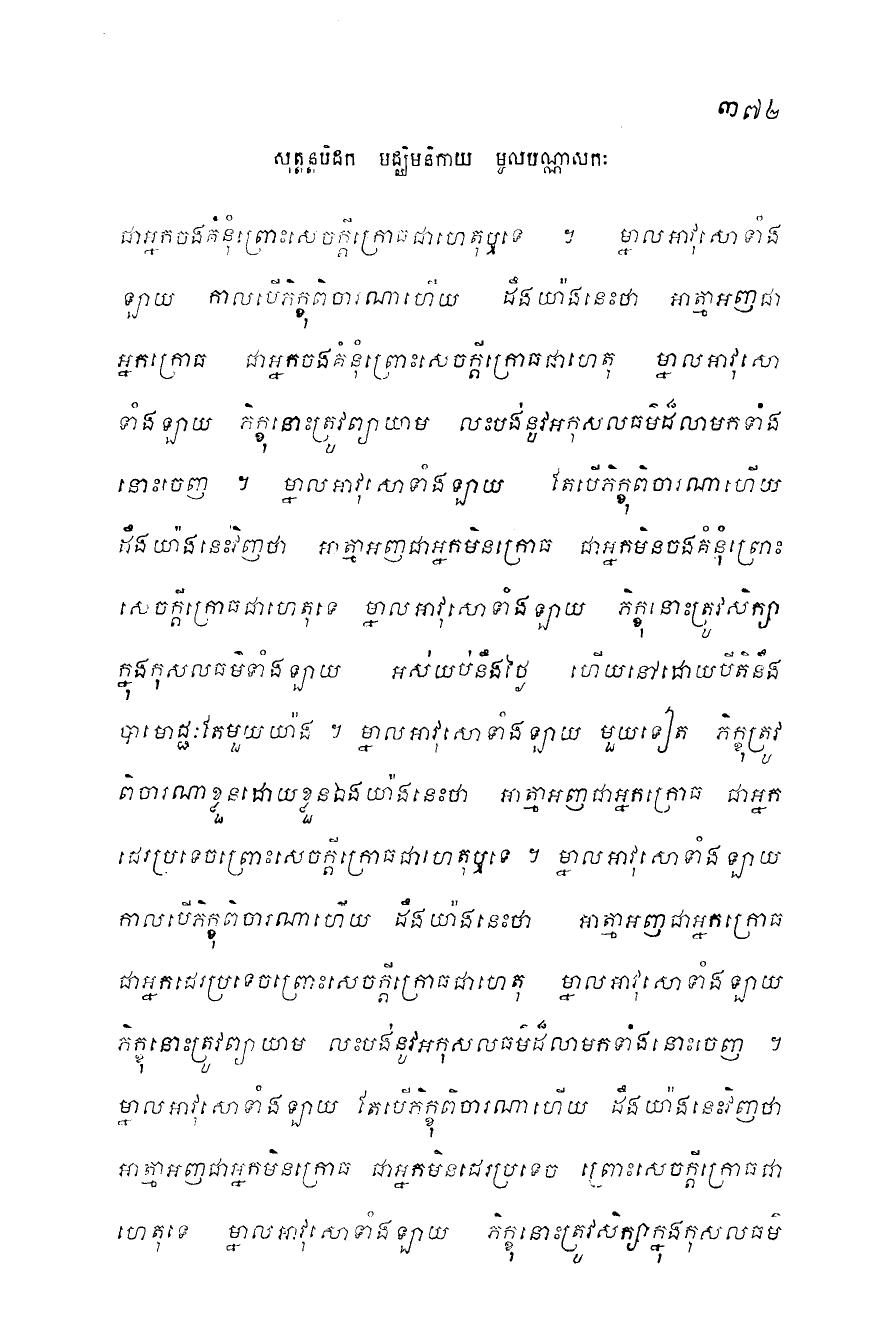 ៣៧៤
សុត្តន្តបិដក មជ្ឈិមនិកាយ មូលបណ្ណាសកៈ
ជាអ្នកចងគំនុំព្រោះសេចក្តីក្រោធជាហេតុឬទេ ។ ម្នាលអាវុសោទាំង
ឡាយ កាលបើភិក្ខុពិចារណាហើយ ដឹងយ៉ាងនេះថា អាត្មាអញជា
អ្នកក្រោធ ជាអ្នកចងគំនុំព្រោះសេចក្តីក្រោធជាហេតុ ម្នាលអាវុសោ
ទាំងឡាយ ភិក្ខុនោះត្រូវព្យាយាម លះបង់នូវអកុសលធម៌ដ៏លាមកទាំង
នោះចេញ ។ ម្នាលអាវុសោទាំងឡាយ តែបើភិក្ខុពិចារណាហើយ
ដឹងយ៉ាងនេះវិញថា អាត្មាអញជាអ្នកមិនក្រោធ ជាអ្នកមិនចងគំនុំព្រោះ
សេចក្តីក្រោធជាហេតុទេ ម្នាលអាវុសោទាំងឡាយ ភិក្ខុនោះត្រូវសិក្សា
ក្នុងកុសលធម៌ទាំងឡាយ អស់យប់នឹងថ្ងៃ ហើយនៅដោយបីតិនឹង
បាមោជ្ជៈតែមួយយ៉ាង ។ ម្នាលអាវុសោទាំងឡាយ មួយទៀត ភិក្ខុត្រូវ
ពិចារណាខ្លួនដោយខ្លួនឯងយ៉ាងនេះថា អាត្មាអញជាអ្នកក្រោធ ជាអ្នក
ដេរប្រទេចព្រោះសេចក្តីក្រោធជាហេតុឬទេ ។ ម្នាលអាវុសោទាំងឡាយ
កាលបើភិក្ខុពិចារណាហើយ ដឹងយ៉ាងនេះថា អាត្មាអញជាអ្នកក្រោធ
ជាអ្នកដេរប្រទេចព្រោះសេចក្តីក្រោធជាហេតុ ម្នាលអាវុសោទាំងឡាយ
ភិក្ខុនោះត្រូវព្យាយាម លះបង់នូវអកុសលធម៌ដ៏លាមកទាំងនោះចេញ ។
ម្នាលអាវុសោទាំងឡាយ តែបើភិក្ខុពិចារណាហើយ ដឹងយ៉ាងនេះវិញថា
អាត្មាអញជាអ្នកមិនក្រោធ ជាអ្នកមិនដេរប្រទេច ព្រោះសេចក្តីក្រោធជា
ហេតុទេ ម្នាលអាវុសោទាំងឡាយ ភិក្ខុនោះត្រូវសិក្សាក្នុងកុសលធម៌